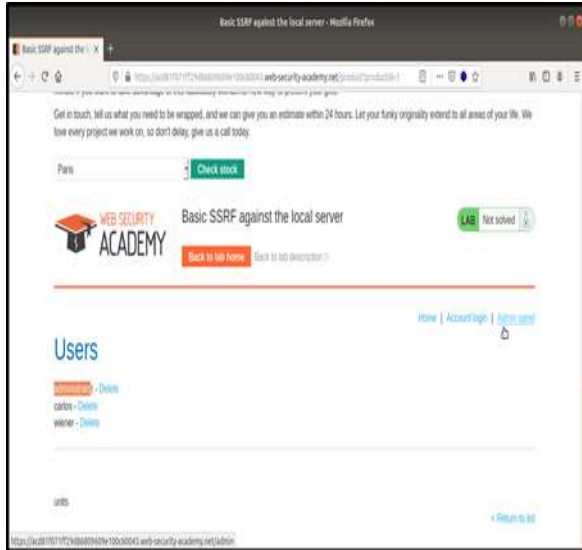 Basic SSRF against the local server - Mozilla Firefox
Basic SSRF against the l
web-security-academy.net/product?productId=1
Get in touch, tell us what you need to be wrapped, and we can give you an estimate within 24 hours. Let your funky originality extend to all areas of your life. We
love every project we work on, so don't delay, give us a call today.
Paris
Check stock
WEB SECURITY
ACADEMY
Basic SSRF against the local server
LAB Not solved
Back to lab home Back to lab description
Home | Account login | Admin panel
Users
administrator - Delete
carlos - Delete
wiener - Delete
units
< Return to list
web-security-academy.net/admin